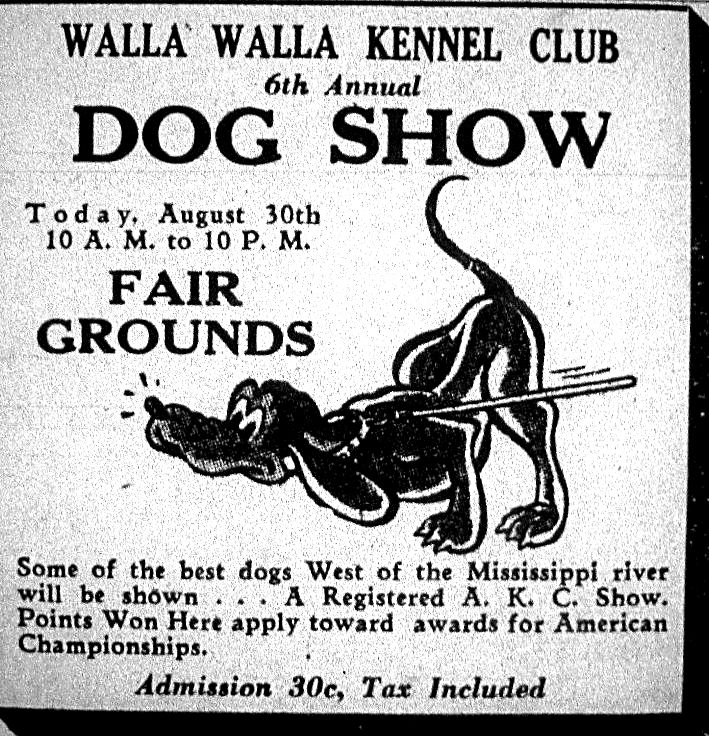 WALLA WALLA KENNEL CLUB
6th Annual
DOG SHOW
Today, August 30th
10 A. M. to 10 P. M.
FAIR
GROUNDS
Some of the best dogs West of the Mississippi river
will be shown . . . A Registered A. K. C. Show.
Points Won Here apply toward awards for American
Championships.
Admission 30c, Tax Included